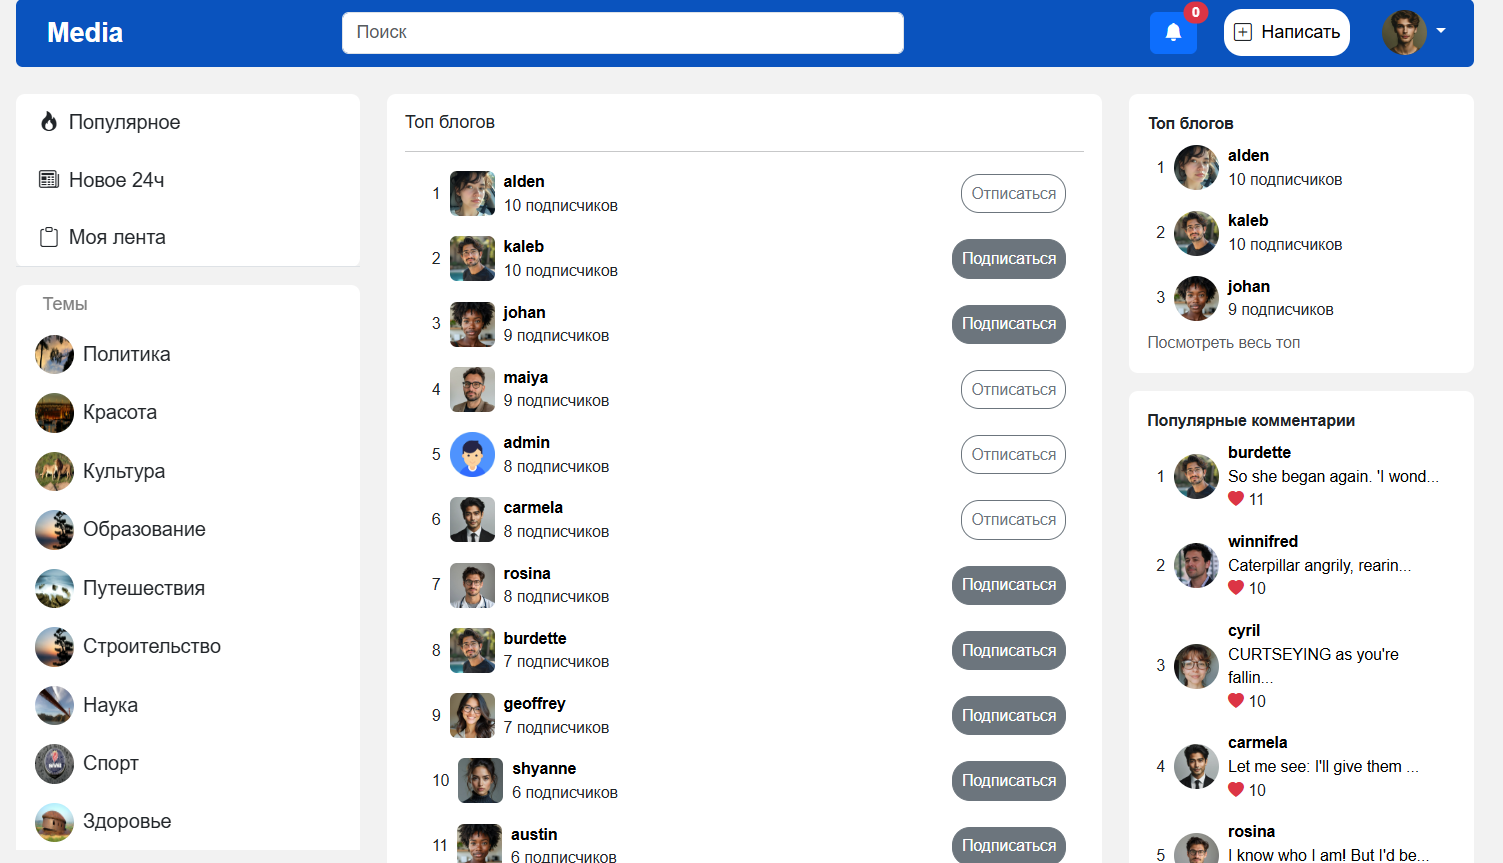 Media
Поиск
0
Написать
Популярное
Новое 24ч
Моя лента
Темы
Политика
Красота
Культура
Образование
Путешествия
Строительство
Наука
Спорт
Здоровье
Топ блогов
1
alden
10 подписчиков
Отписаться
2
kaleb
10 подписчиков
Подписаться
3
johan
9 подписчиков
Подписаться
4
maiya
9 подписчиков
Отписаться
5
admin
8 подписчиков
Отписаться
6
carmela
8 подписчиков
Отписаться
7
rosina
8 подписчиков
Подписаться
8
burdette
7 подписчиков
Подписаться
9
geoffrey
7 подписчиков
Подписаться
10
shyanne
6 подписчиков
Подписаться
11
austin
6 подписчиков
Подписаться
Топ блогов
1
alden
10 подписчиков
2
kaleb
10 подписчиков
3
johan
9 подписчиков
Посмотреть весь топ
Популярные комментарии
1
burdette
So she began again. 'I wond...
11
2
winnifred
Caterpillar angrily, rearin...
10
3
cyril
CURTSEYING as you're
fallin...
10
4
carmela
Let me see: I'll give them ...
10
5
rosina
I know who I am! But I'd be...